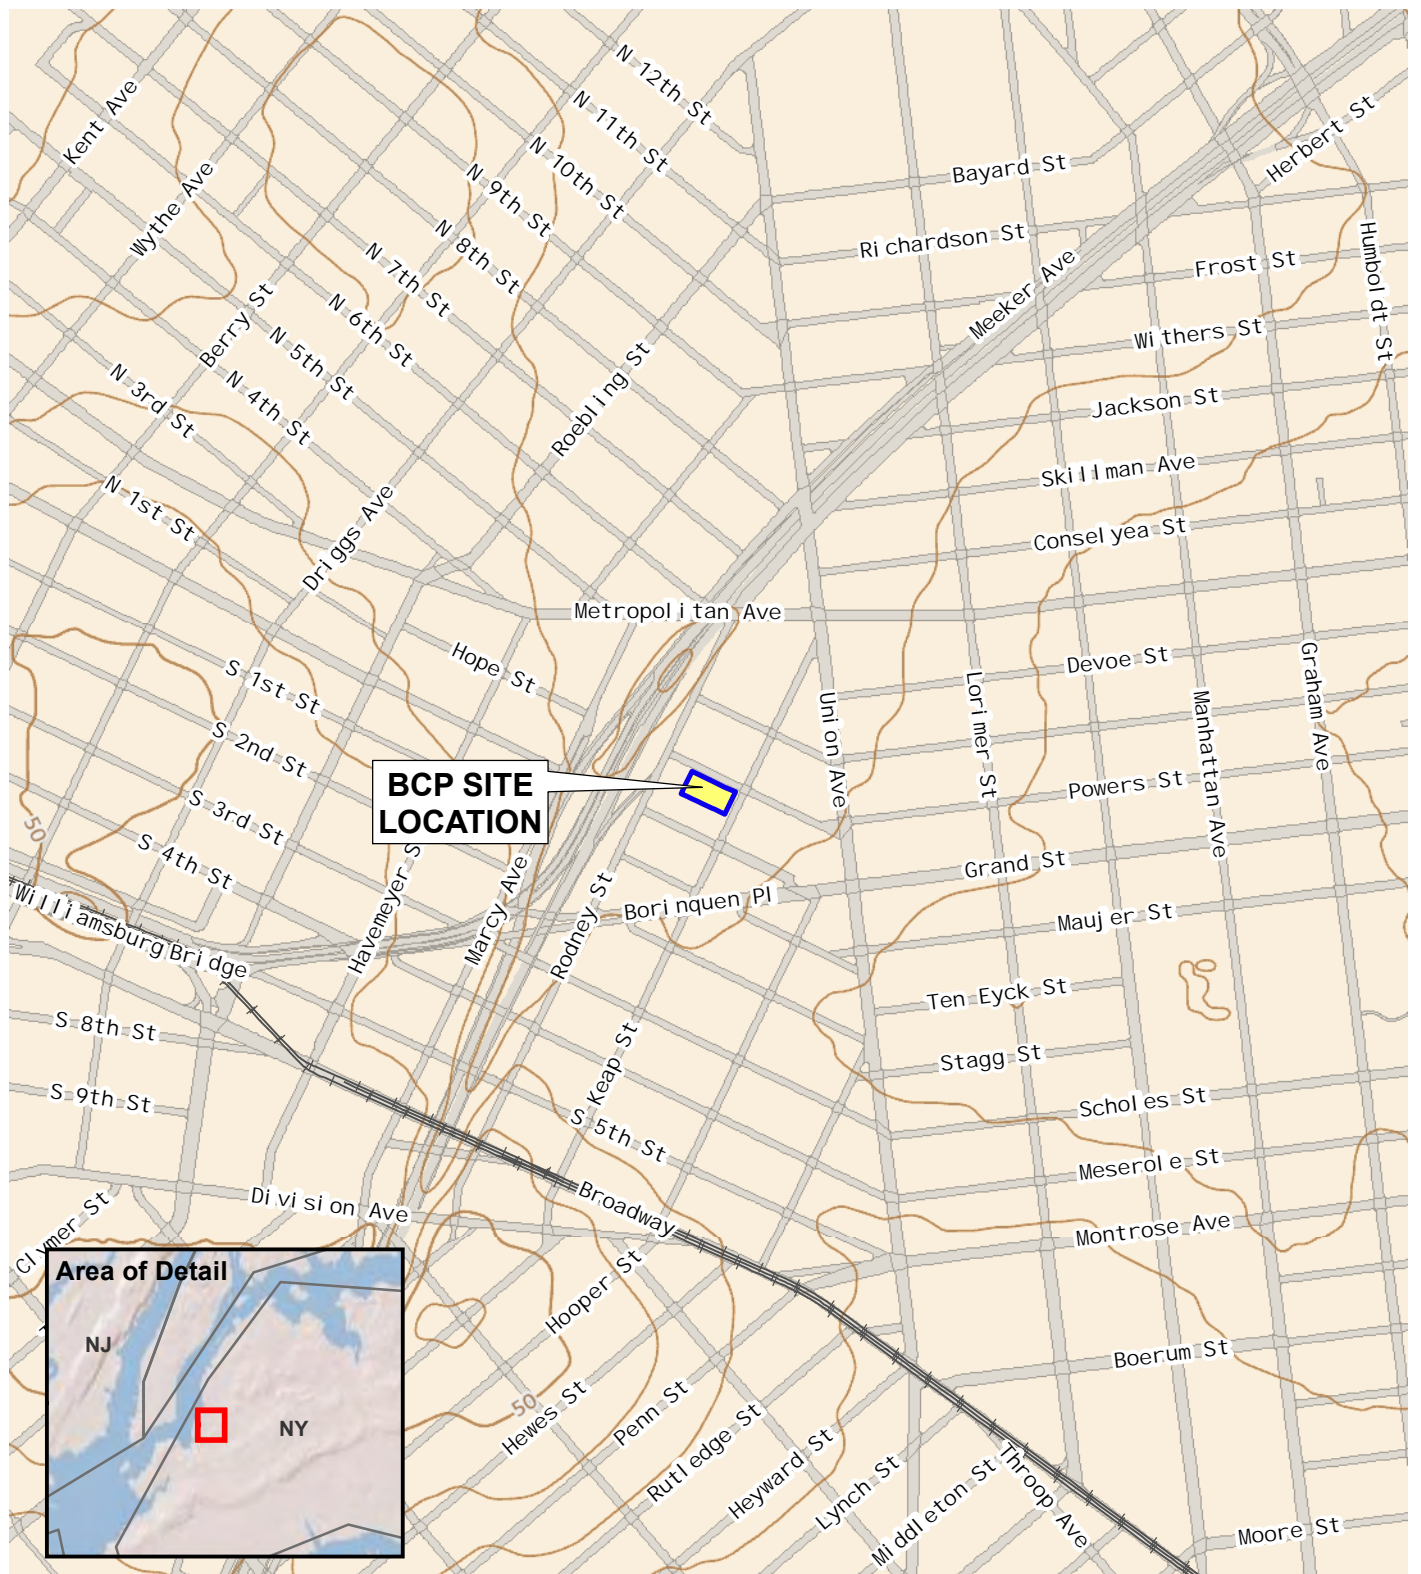 N 12th St
Kent Ave
N 11th St
Herbert St
N 10th St
Bayard St
N 9th St
Wythe Ave
Richardson St
N 8th St
Frost St
N 7th St
Humboldt St
Meeker Ave
N 6th St
Berry St
Withers St
N 5th St
Roebling St
N 3rd St
N 4th St
Jackson St
Skillman Ave
N 1st St
Conselyea St
Driggs Ave
Metropolitan Ave
Hope St
Devoe St
S 1st St
Graham Ave
Lorimer St
Union Ave
Manhattan Ave
S 2nd St
Powers St
BCP SITE
LOCATION
S 3rd St
50
S 4th St
Grand St
Havemeyer S
Marcy Ave
Rodney St
Borinquen Pl
Maujer St
Williamsburg Bridge
Ten Eyck St
S 8th St
Stagg St
Keap St
S 9th St
Scholes St
S 5th St
Meserole St
Division Ave
Broadway
Montrose Ave
Clymer St
Area of Detail
Hooper St
NJ
Boerum St
50
NY
Hewes St
Penn St
Rutledge St
Heyward St
Lynch St
Middleton St
Throop Ave
Moore St